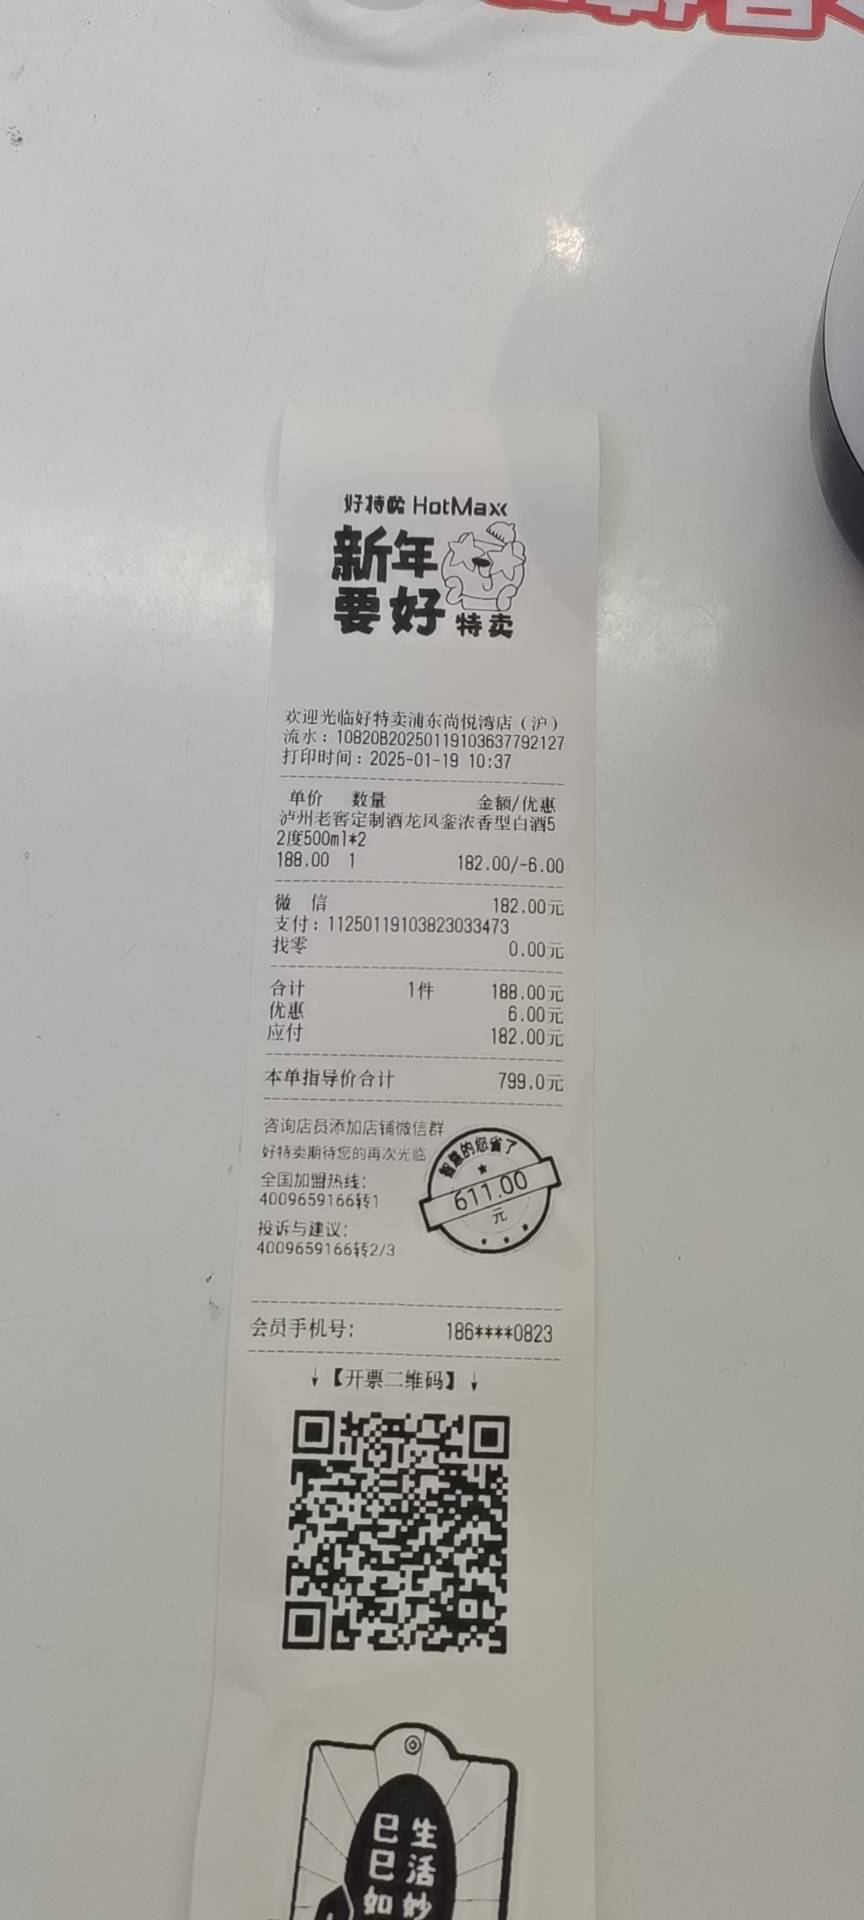 好特卖 HotMaxx
新年
要好 特卖
欢迎光临好特卖浦东尚悦湾店（沪）
流水：10820B20250119103637792127
打印时间：2025-01-19 10:37
单价 数量 金额/优惠
泸州老窖定制酒龙凤銮浓香型白酒5
2度500ml*2
188.00 1 182.00/-6.00
微 信 182.00元
支付：11250119103823033473
找零 0.00元
合计 1件 188.00元
优惠 6.00元
应付 182.00元
本单指导价合计 799.0元
咨询店员添加店铺微信群
好特卖期待您的再次光临
全国加盟热线：
4009659166转1
投诉与建议：
4009659166转2/3
智慧的您省了
611.00
元
会员手机号： 186****0823
↓【开票二维码】↓
生活妙
巳巳如